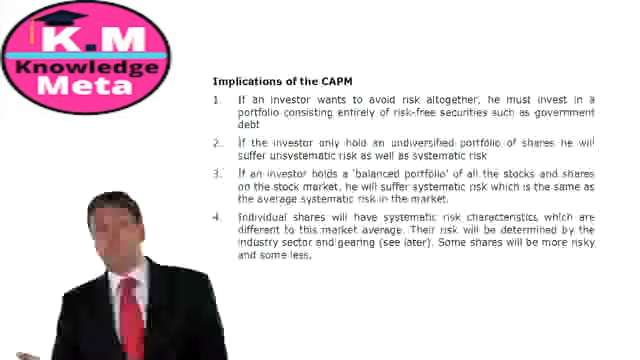 K.M
Knowledge
Meta
Implications of the CAPM
1. If an investor wants to avoid risk altogether, he must invest in a
portfolio consisting entirely of risk-free securities such as government
debt
2. If the investor only hold an undiversified portfolio of shares he will
suffer unsystematic risk as well as systematic risk
3. If an investor holds a 'balanced portfolio' of all the stocks and shares
on the stock market, he will suffer systematic risk which is the same as
the average systematic risk in the market.
4. Individual shares will have systematic risk characteristics which are
different to this market average. Their risk will be determined by the
industry sector and gearing (see later). Some shares will be more risky
and some less.